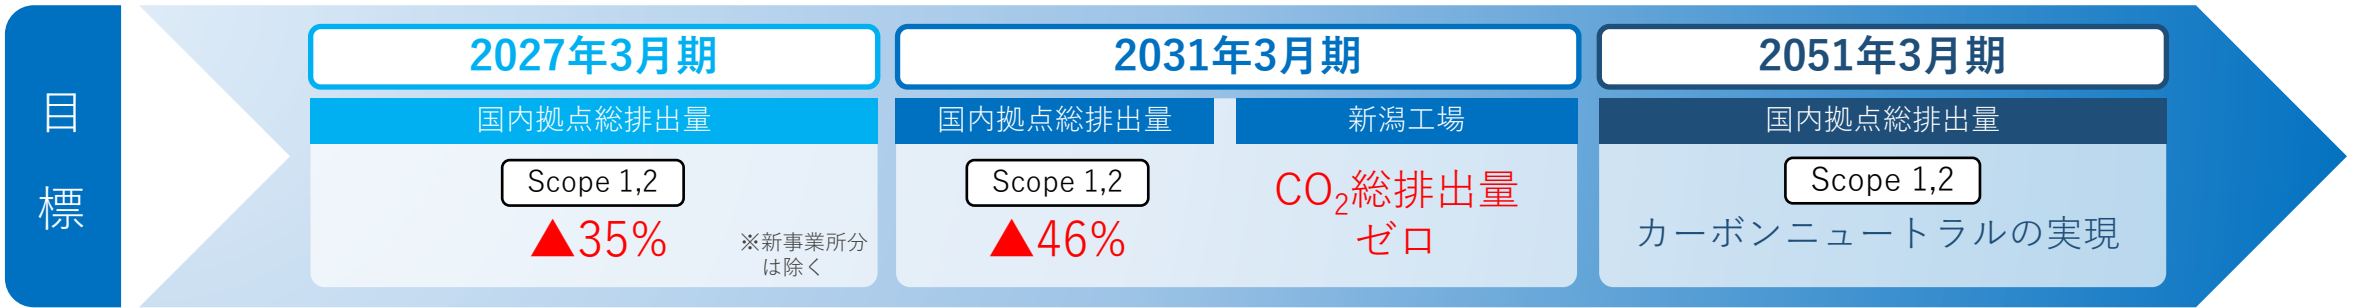 目標
2027年3月期
国内拠点総排出量
Scope 1,2
▲35%
※新事業所分
は除く
2031年3月期
国内拠点総排出量
Scope 1,2
▲46%
新潟工場
CO₂総排出量
ゼロ
2051年3月期
国内拠点総排出量
Scope 1,2
カーボンニュートラルの実現